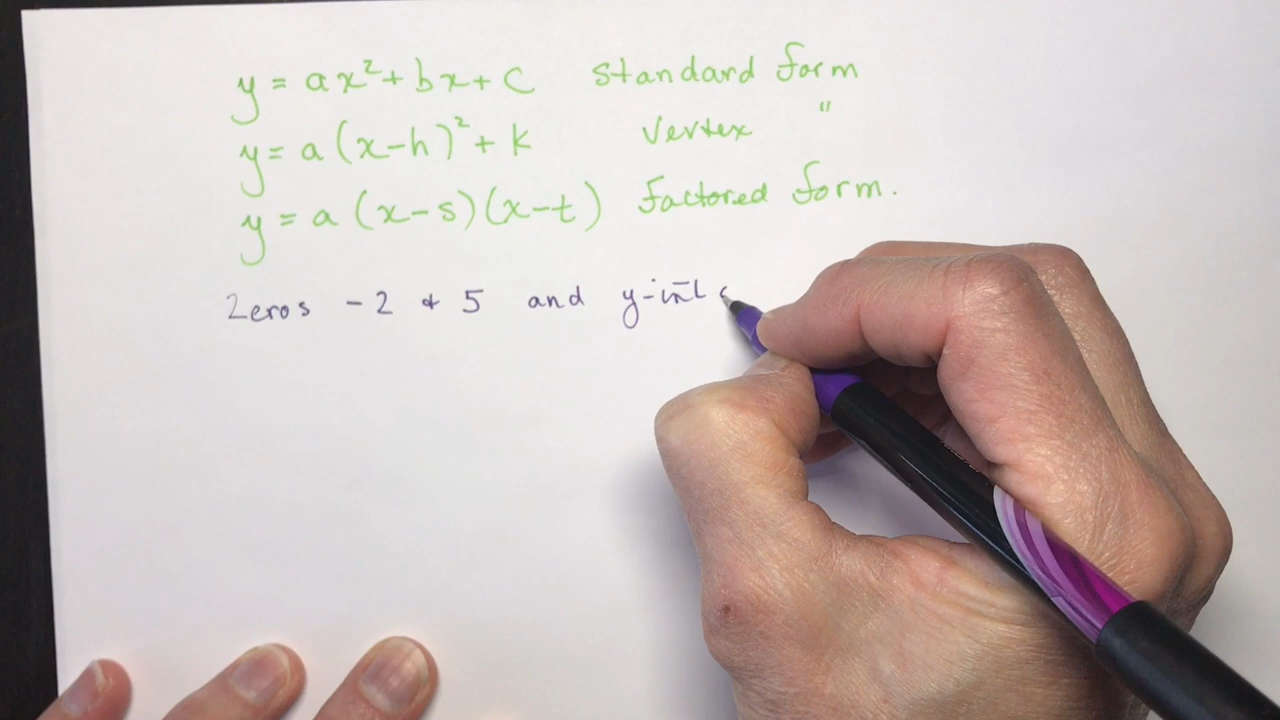 y = ax²+bx+c standard form
y = a(x-h)²+k Vertex "
y = a(x-s)(x-t) factored form.
Zeros -2 & 5 and y-int